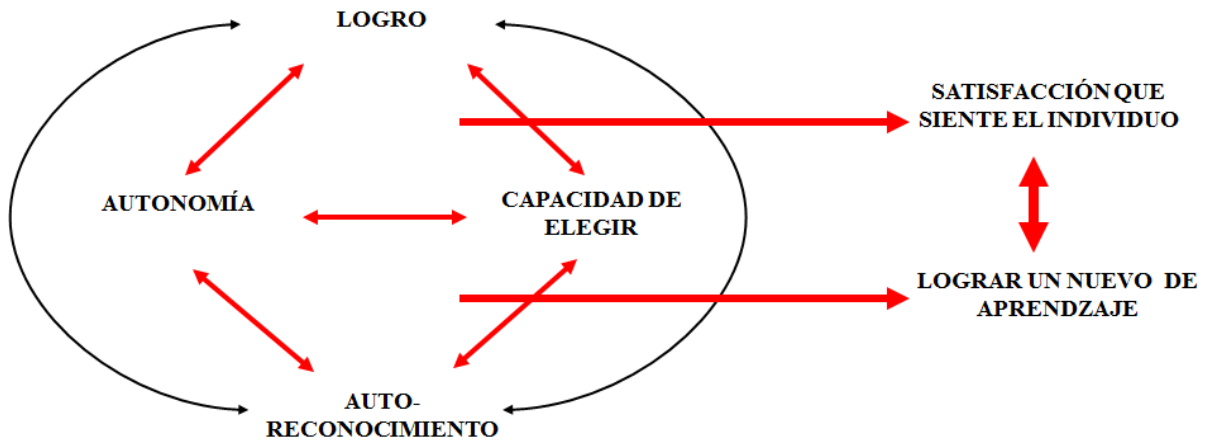 LOGRO
SATISFACCIÓN QUE
SIENTE EL INDIVIDUO
AUTONOMÍA
CAPACIDAD DE
ELEGIR
LOGRAR UN NUEVO DE
APRENDZAJE
AUTO-
RECONOCIMIENTO